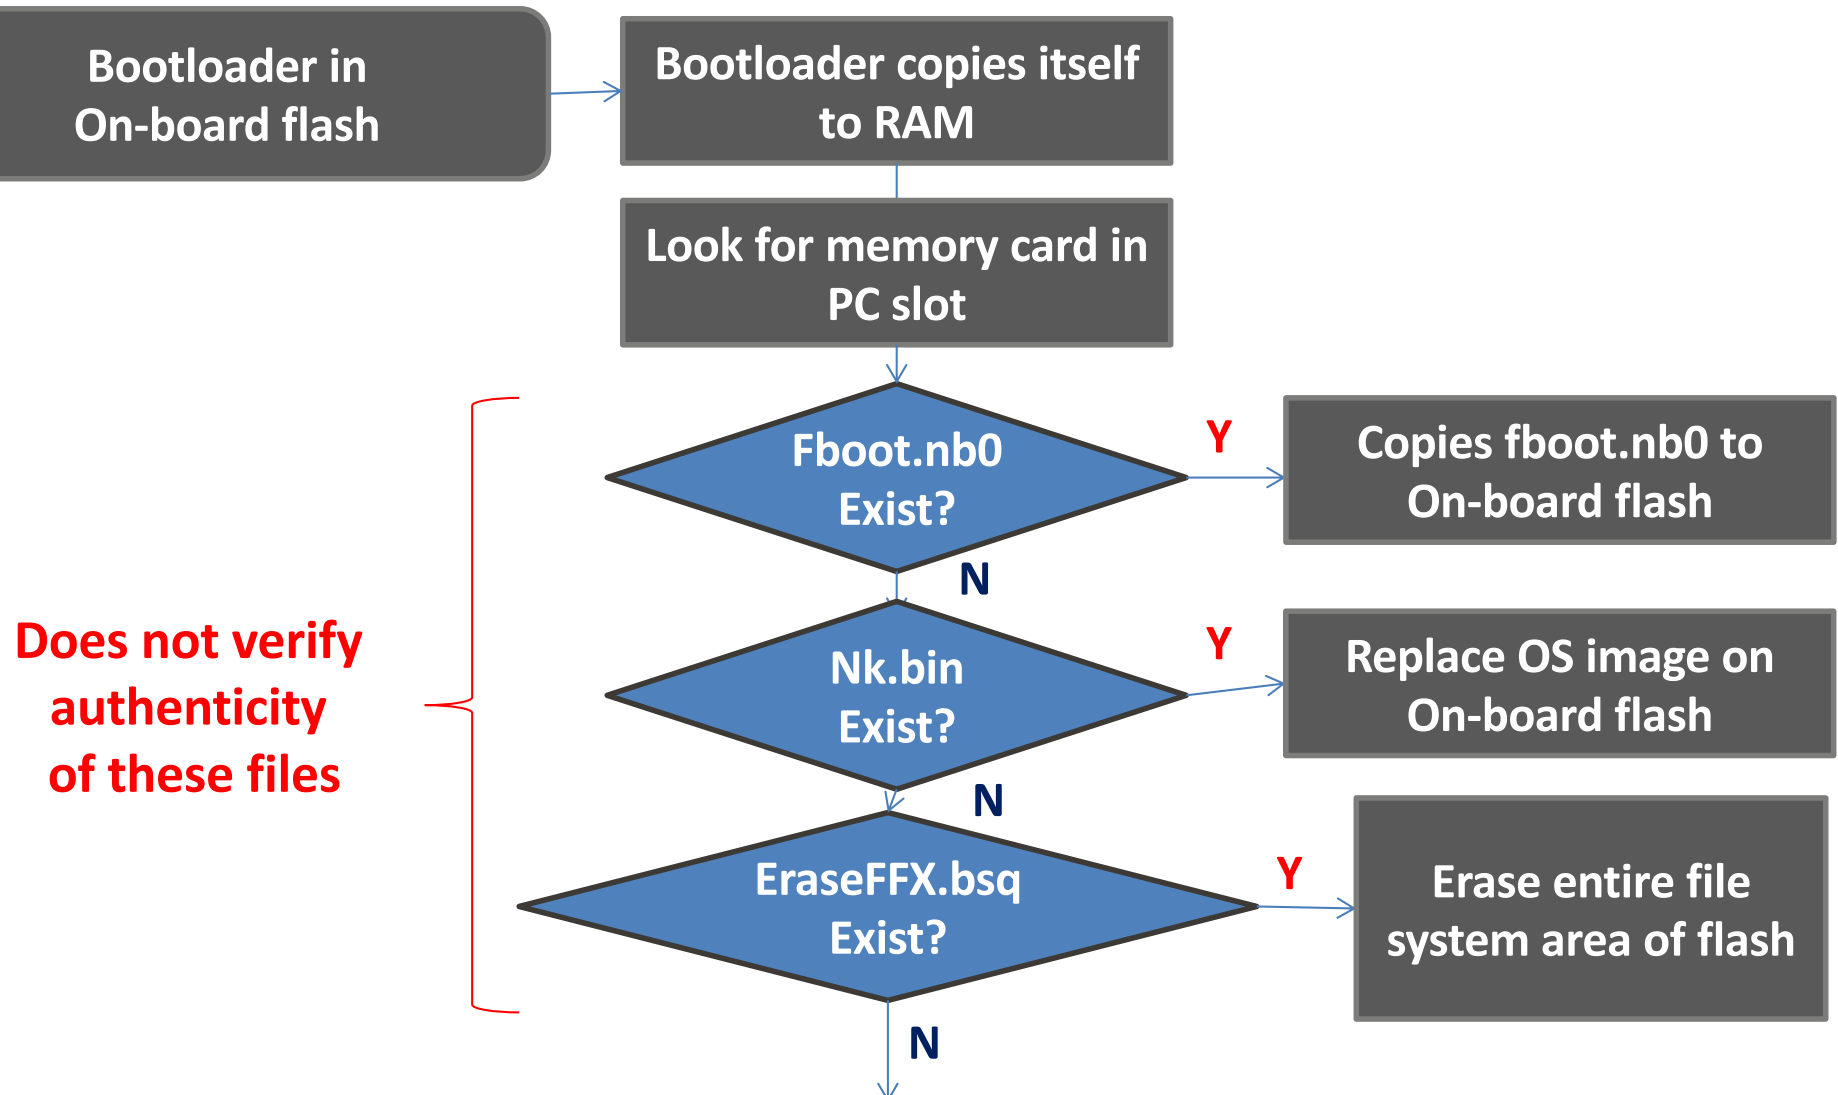 Bootloader in
On-board flash
Bootloader copies itself
to RAM
Look for memory card in
PC slot
Fboot.nb0
Exist?
Y
Copies fboot.nb0 to
On-board flash
N
Does not verify
authenticity
of these files
Nk.bin
Exist?
Y
Replace OS image on
On-board flash
N
EraseFFX.bsq
Exist?
Y
Erase entire file
system area of flash
N